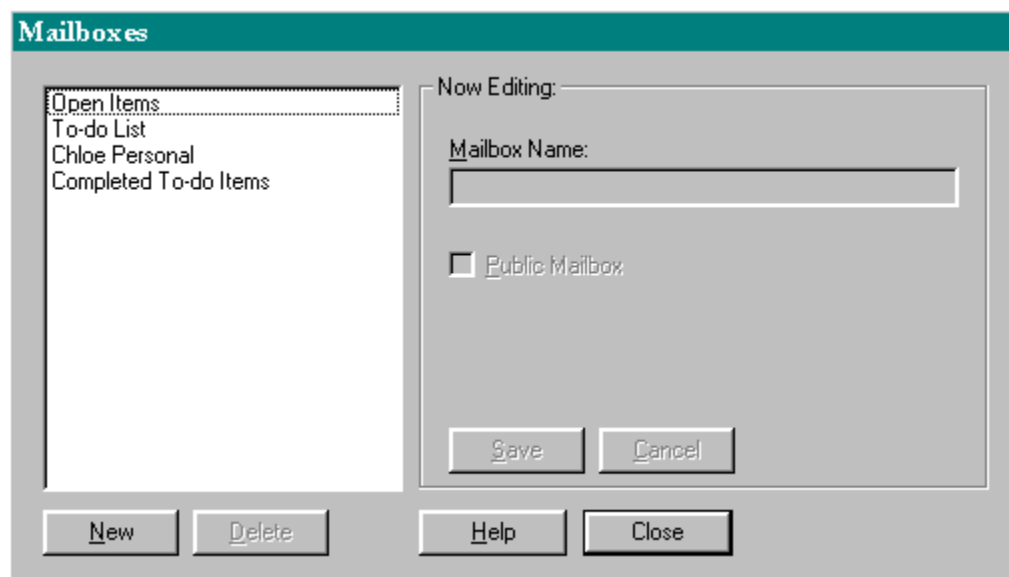 Mailboxes
Open Items
To-do List
Chloe Personal
Completed To-do Items
Now Editing:
Mailbox Name:
Public Mailbox
Save Cancel
New Delete Help Close